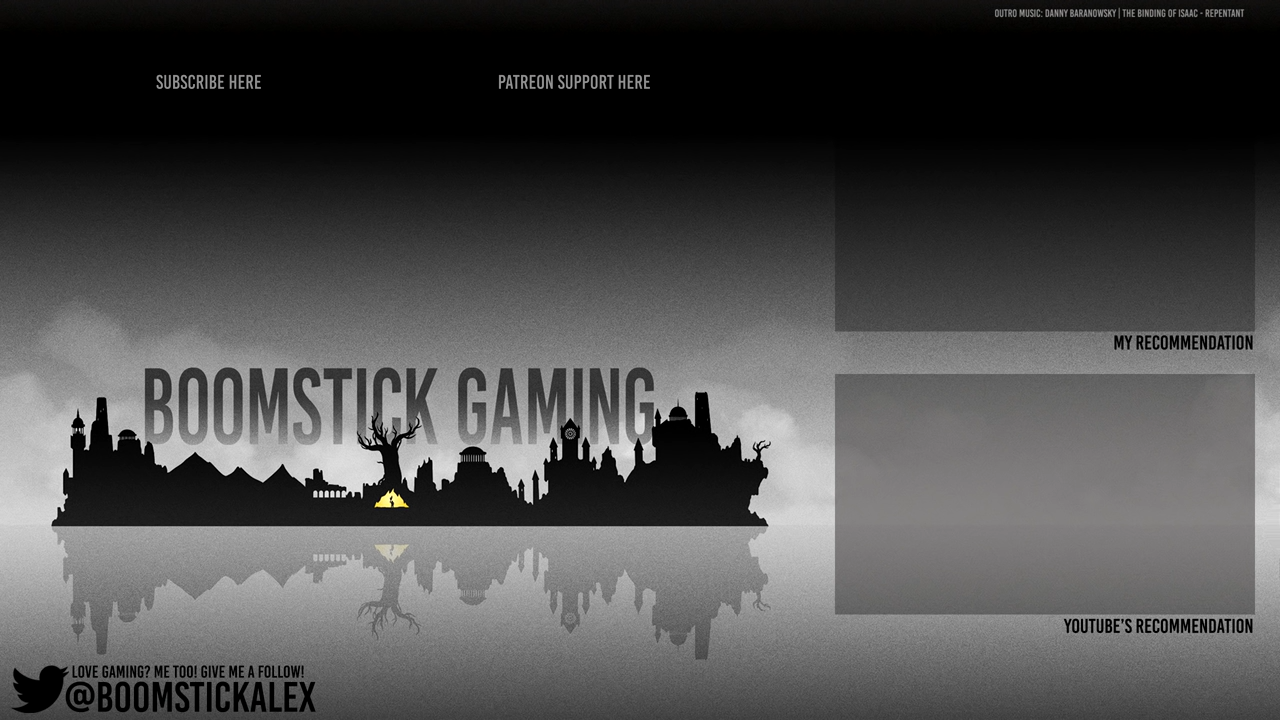 OUTRO MUSIC: DANNY BARANOWSKY | THE BINDING OF ISAAC - REPENTANT
SUBSCRIBE HERE
PATREON SUPPORT HERE
MY RECOMMENDATION
BOOMSTICK GAMING
YOUTUBE'S RECOMMENDATION
LOVE GAMING? ME TOO! GIVE ME A FOLLOW!
@BOOMSTICKALEX